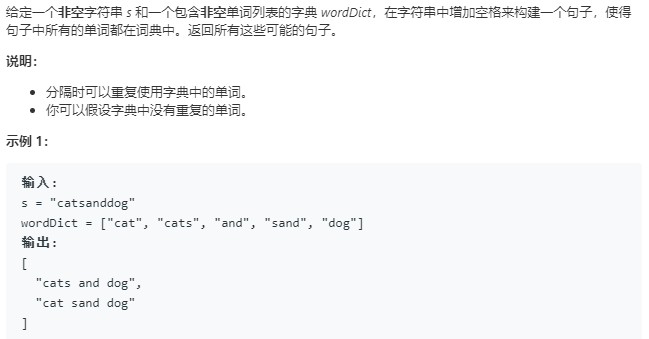 给定一个非空字符串 s 和一个包含非空单词列表的字典 wordDict，在字符串中增加空格来构建一个句子，使得
句子中所有的单词都在词典中。返回所有这些可能的句子。
说明：
• 分隔时可以重复使用字典中的单词。
• 你可以假设字典中没有重复的单词。
示例 1：
输入:
s = "catsanddog"
wordDict = ["cat", "cats", "and", "sand", "dog"]
输出:
[
"cats and dog",
"cat sand dog"
]